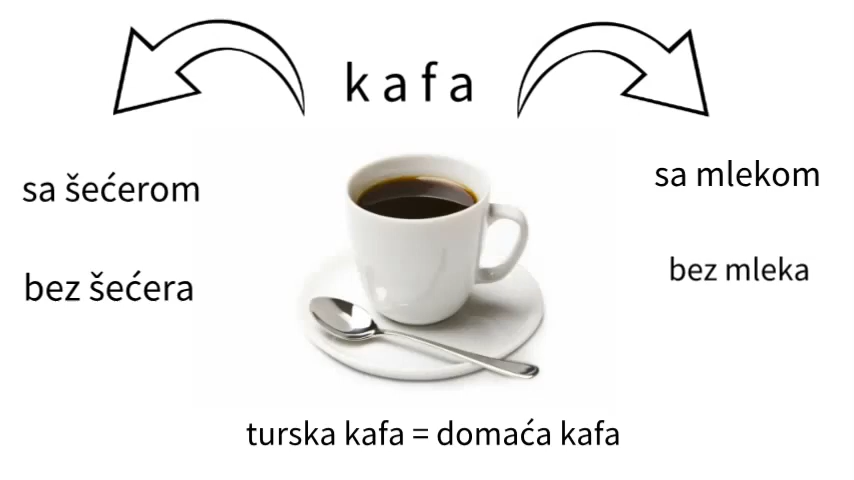 kafa
sa šećerom
bez šećera
sa mlekom
bez mleka
turska kafa = domaća kafa